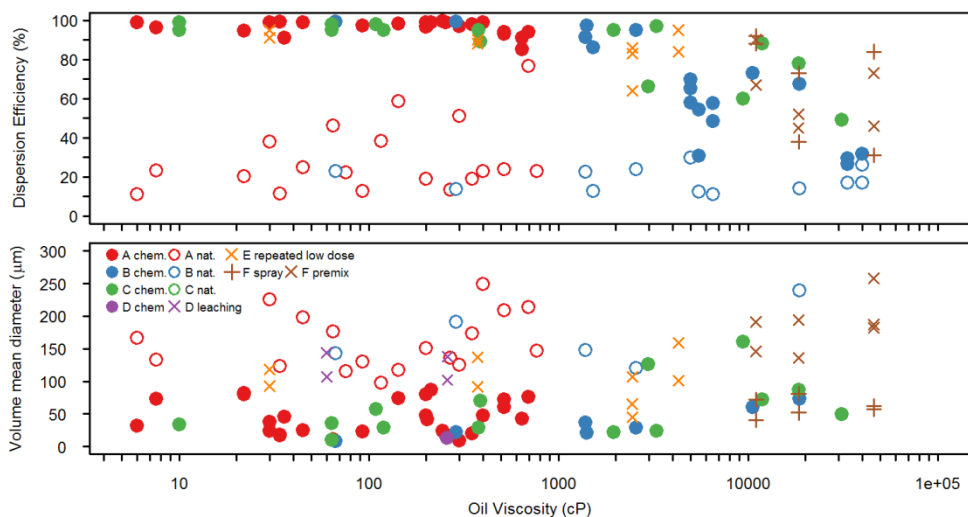 Dispersion Efficiency (%)
100
80
60
40
20
0
Volume mean diameter (μm)
300
250
200
150
100
50
0
A chem. A nat. E repeated low dose
B chem. B nat. F spray F premix
C chem. C nat.
D chem D leaching
10 100 1000 10000 1e+05
Oil Viscosity (cP)